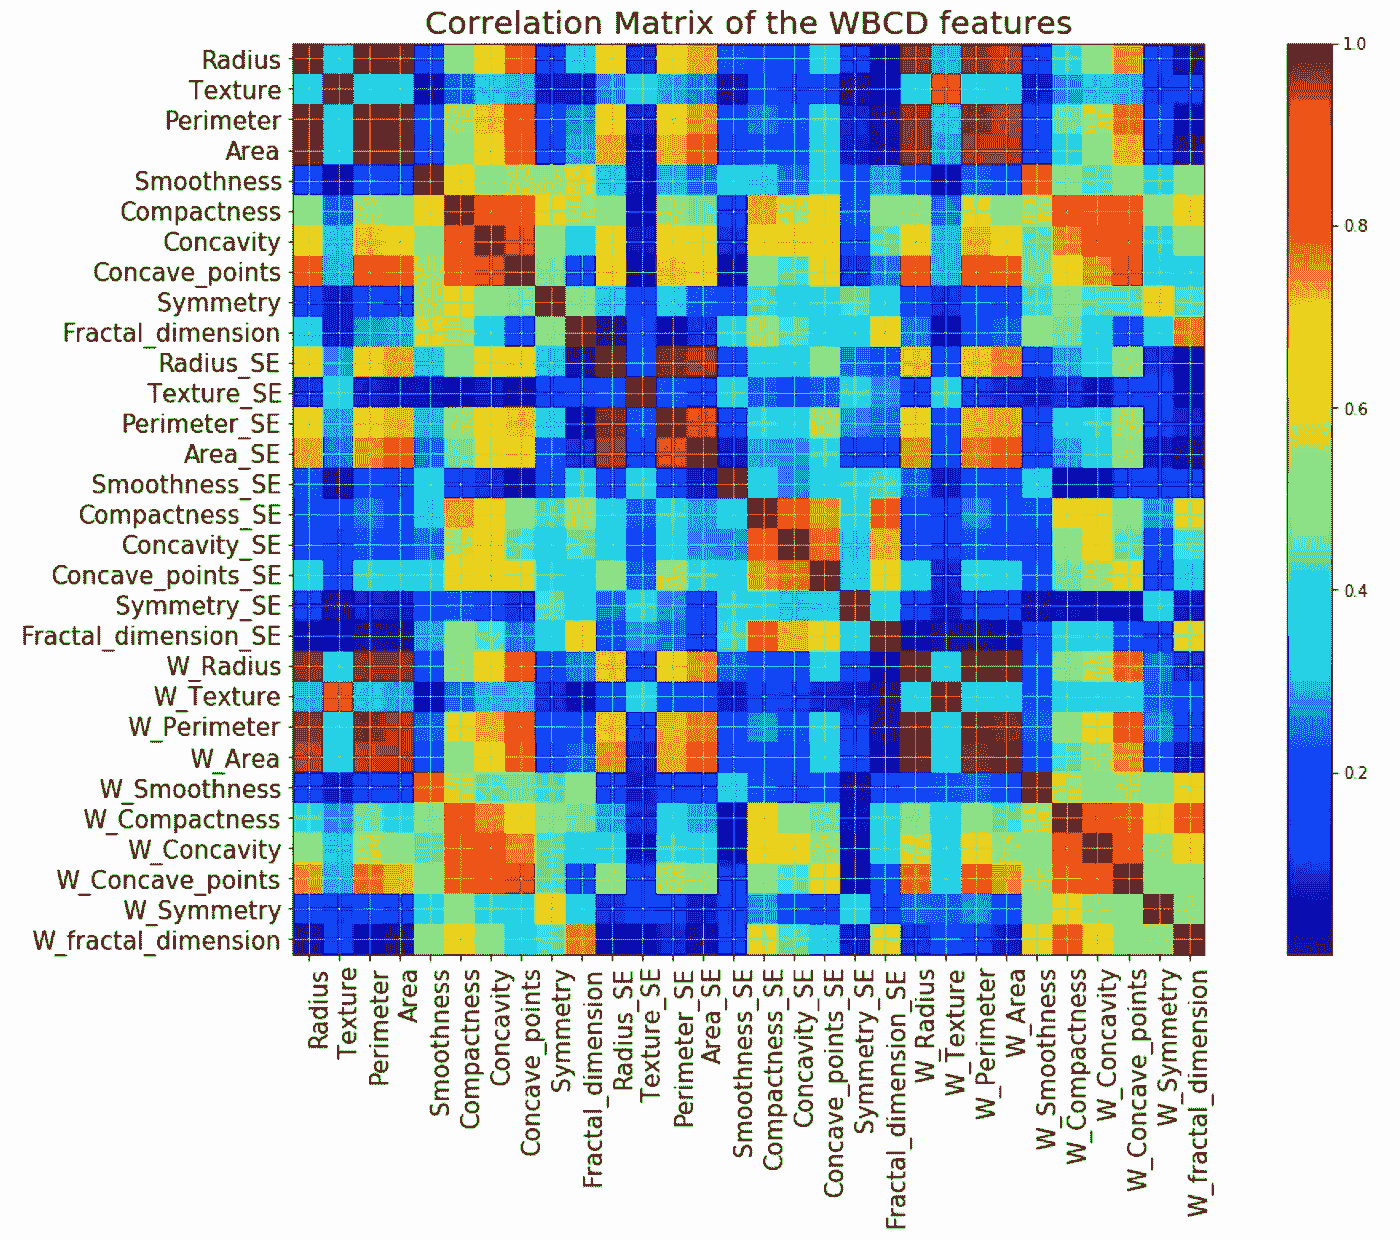 Correlation Matrix of the WBCD features
Radius
Texture
Perimeter
Area
Smoothness
Compactness
Concavity
Concave_points
Symmetry
Fractal_dimension
Radius_SE
Texture_SE
Perimeter_SE
Area_SE
Smoothness_SE
Compactness_SE
Concavity_SE
Concave_points_SE
Symmetry_SE
Fractal_dimension_SE
W_Radius
W_Texture
W_Perimeter
W_Area
W_Smoothness
W_Compactness
W_Concavity
W_Concave_points
W_Symmetry
W_fractal_dimension
Radius
Texture
Perimeter
Area
Smoothness
Compactness
Concavity
Concave_points
Symmetry
Fractal_dimension
Radius_SE
Texture_SE
Perimeter_SE
Area_SE
Smoothness_SE
Compactness_SE
Concavity_SE
Concave_points_SE
Symmetry_SE
Fractal_dimension_SE
W_Radius
W_Texture
W_Perimeter
W_Area
W_Smoothness
W_Compactness
W_Concavity
W_Concave_points
W_Symmetry
W_fractal_dimension
1.0
0.8
0.6
0.4
0.2